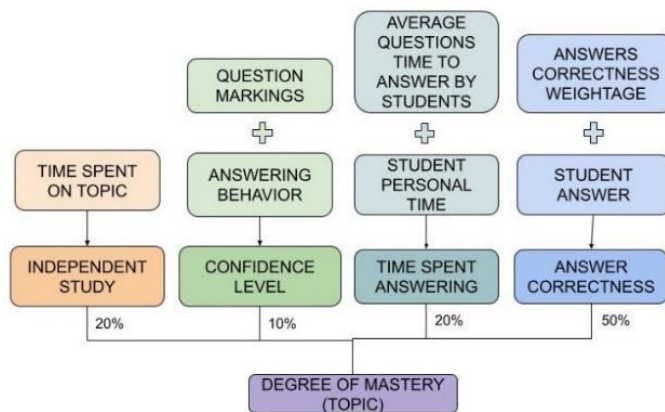 AVERAGE
QUESTIONS
TIME TO
ANSWER BY
STUDENTS
QUESTION
MARKINGS
ANSWERS
CORRECTNESS
WEIGHTAGE
TIME SPENT
ON TOPIC
ANSWERING
BEHAVIOR
STUDENT
PERSONAL
TIME
STUDENT
ANSWER
INDEPENDENT
STUDY
CONFIDENCE
LEVEL
TIME SPENT
ANSWERING
ANSWER
CORRECTNESS
20%
10%
20%
50%
DEGREE OF MASTERY
(TOPIC)